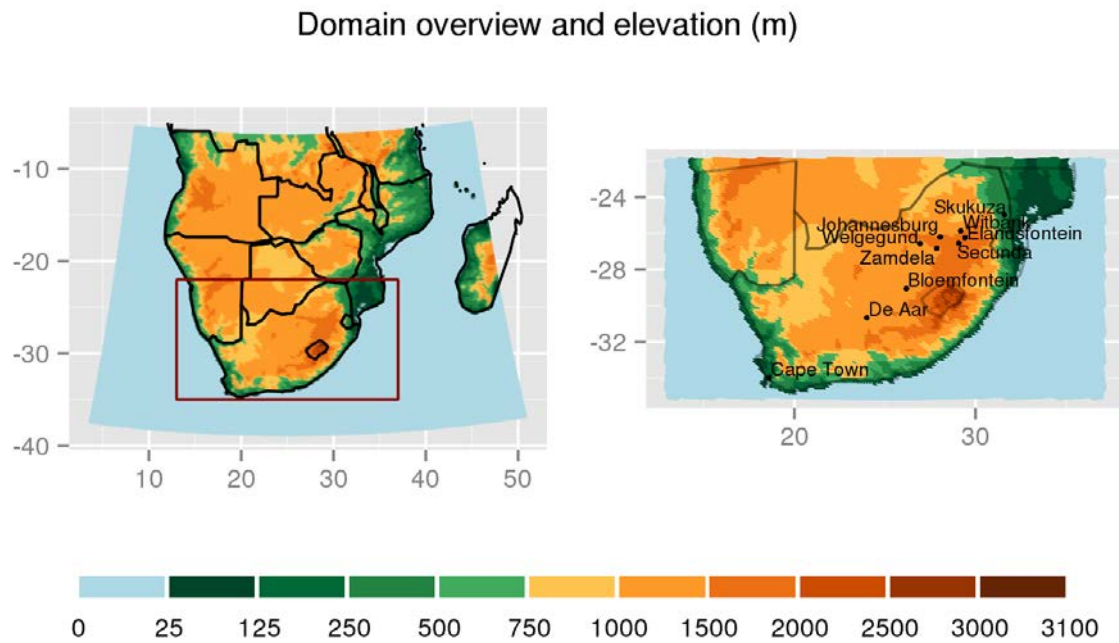 Domain overview and elevation (m)
-10
-20
-30
-40
10 20 30 40 50
-24
-28
-32
20 30
Skukuza
Johannesburg Witbank
Welgegund Elandsfontein
Zamdela Secunda
Bloemfontein
De Aar
Cape Town
0 25 125 250 500 750 1000 1500 2000 2500 3000 3100